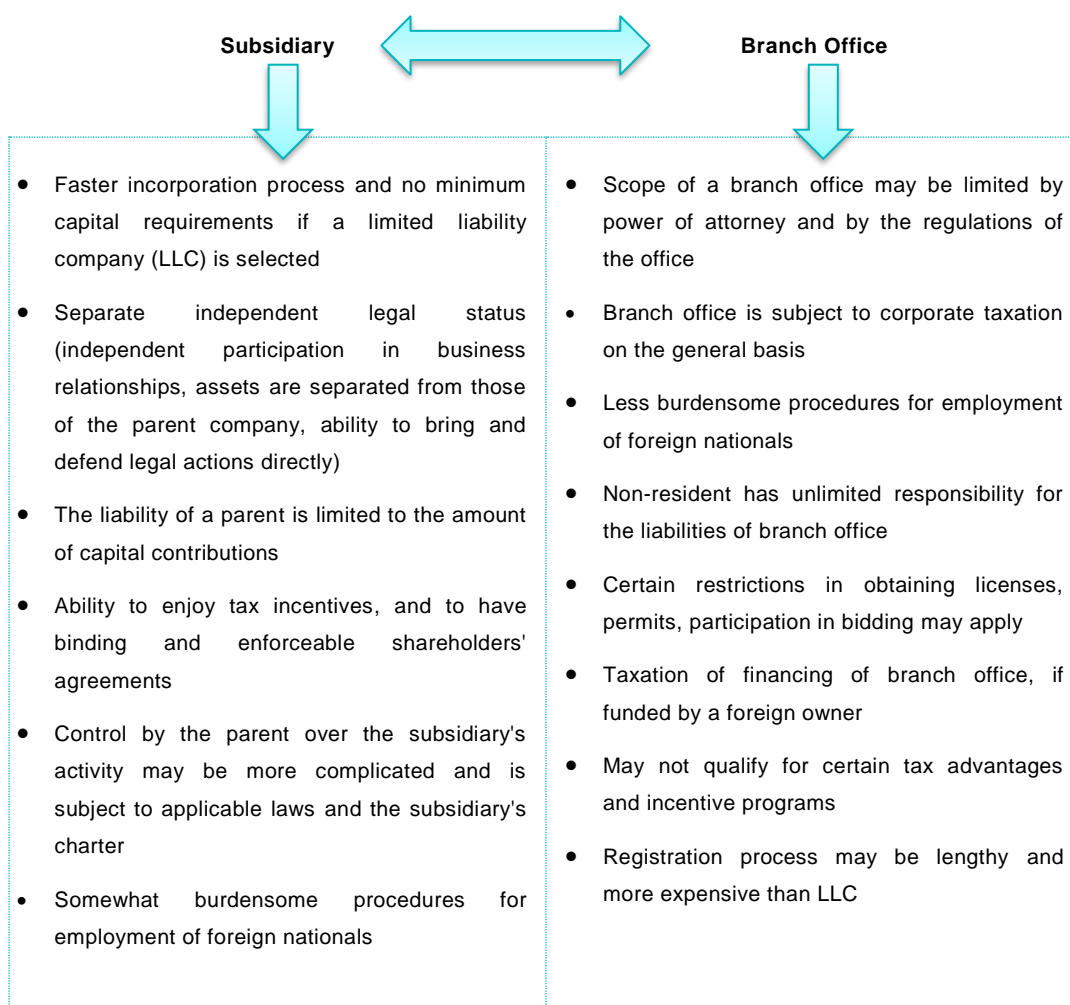 Subsidiary
Branch Office
• Faster incorporation process and no minimum
capital requirements if a limited liability
company (LLC) is selected
• Separate independent legal status
(independent participation in business
relationships, assets are separated from those
of the parent company, ability to bring and
defend legal actions directly)
• The liability of a parent is limited to the amount
of capital contributions
• Ability to enjoy tax incentives, and to have
binding and enforceable shareholders'
agreements
• Control by the parent over the subsidiary's
activity may be more complicated and is
subject to applicable laws and the subsidiary's
charter
• Somewhat burdensome procedures for
employment of foreign nationals
• Scope of a branch office may be limited by
power of attorney and by the regulations of
the office
• Branch office is subject to corporate taxation
on the general basis
• Less burdensome procedures for employment
of foreign nationals
• Non-resident has unlimited responsibility for
the liabilities of branch office
• Certain restrictions in obtaining licenses,
permits, participation in bidding may apply
• Taxation of financing of branch office, if
funded by a foreign owner
• May not qualify for certain tax advantages
and incentive programs
• Registration process may be lengthy and
more expensive than LLC